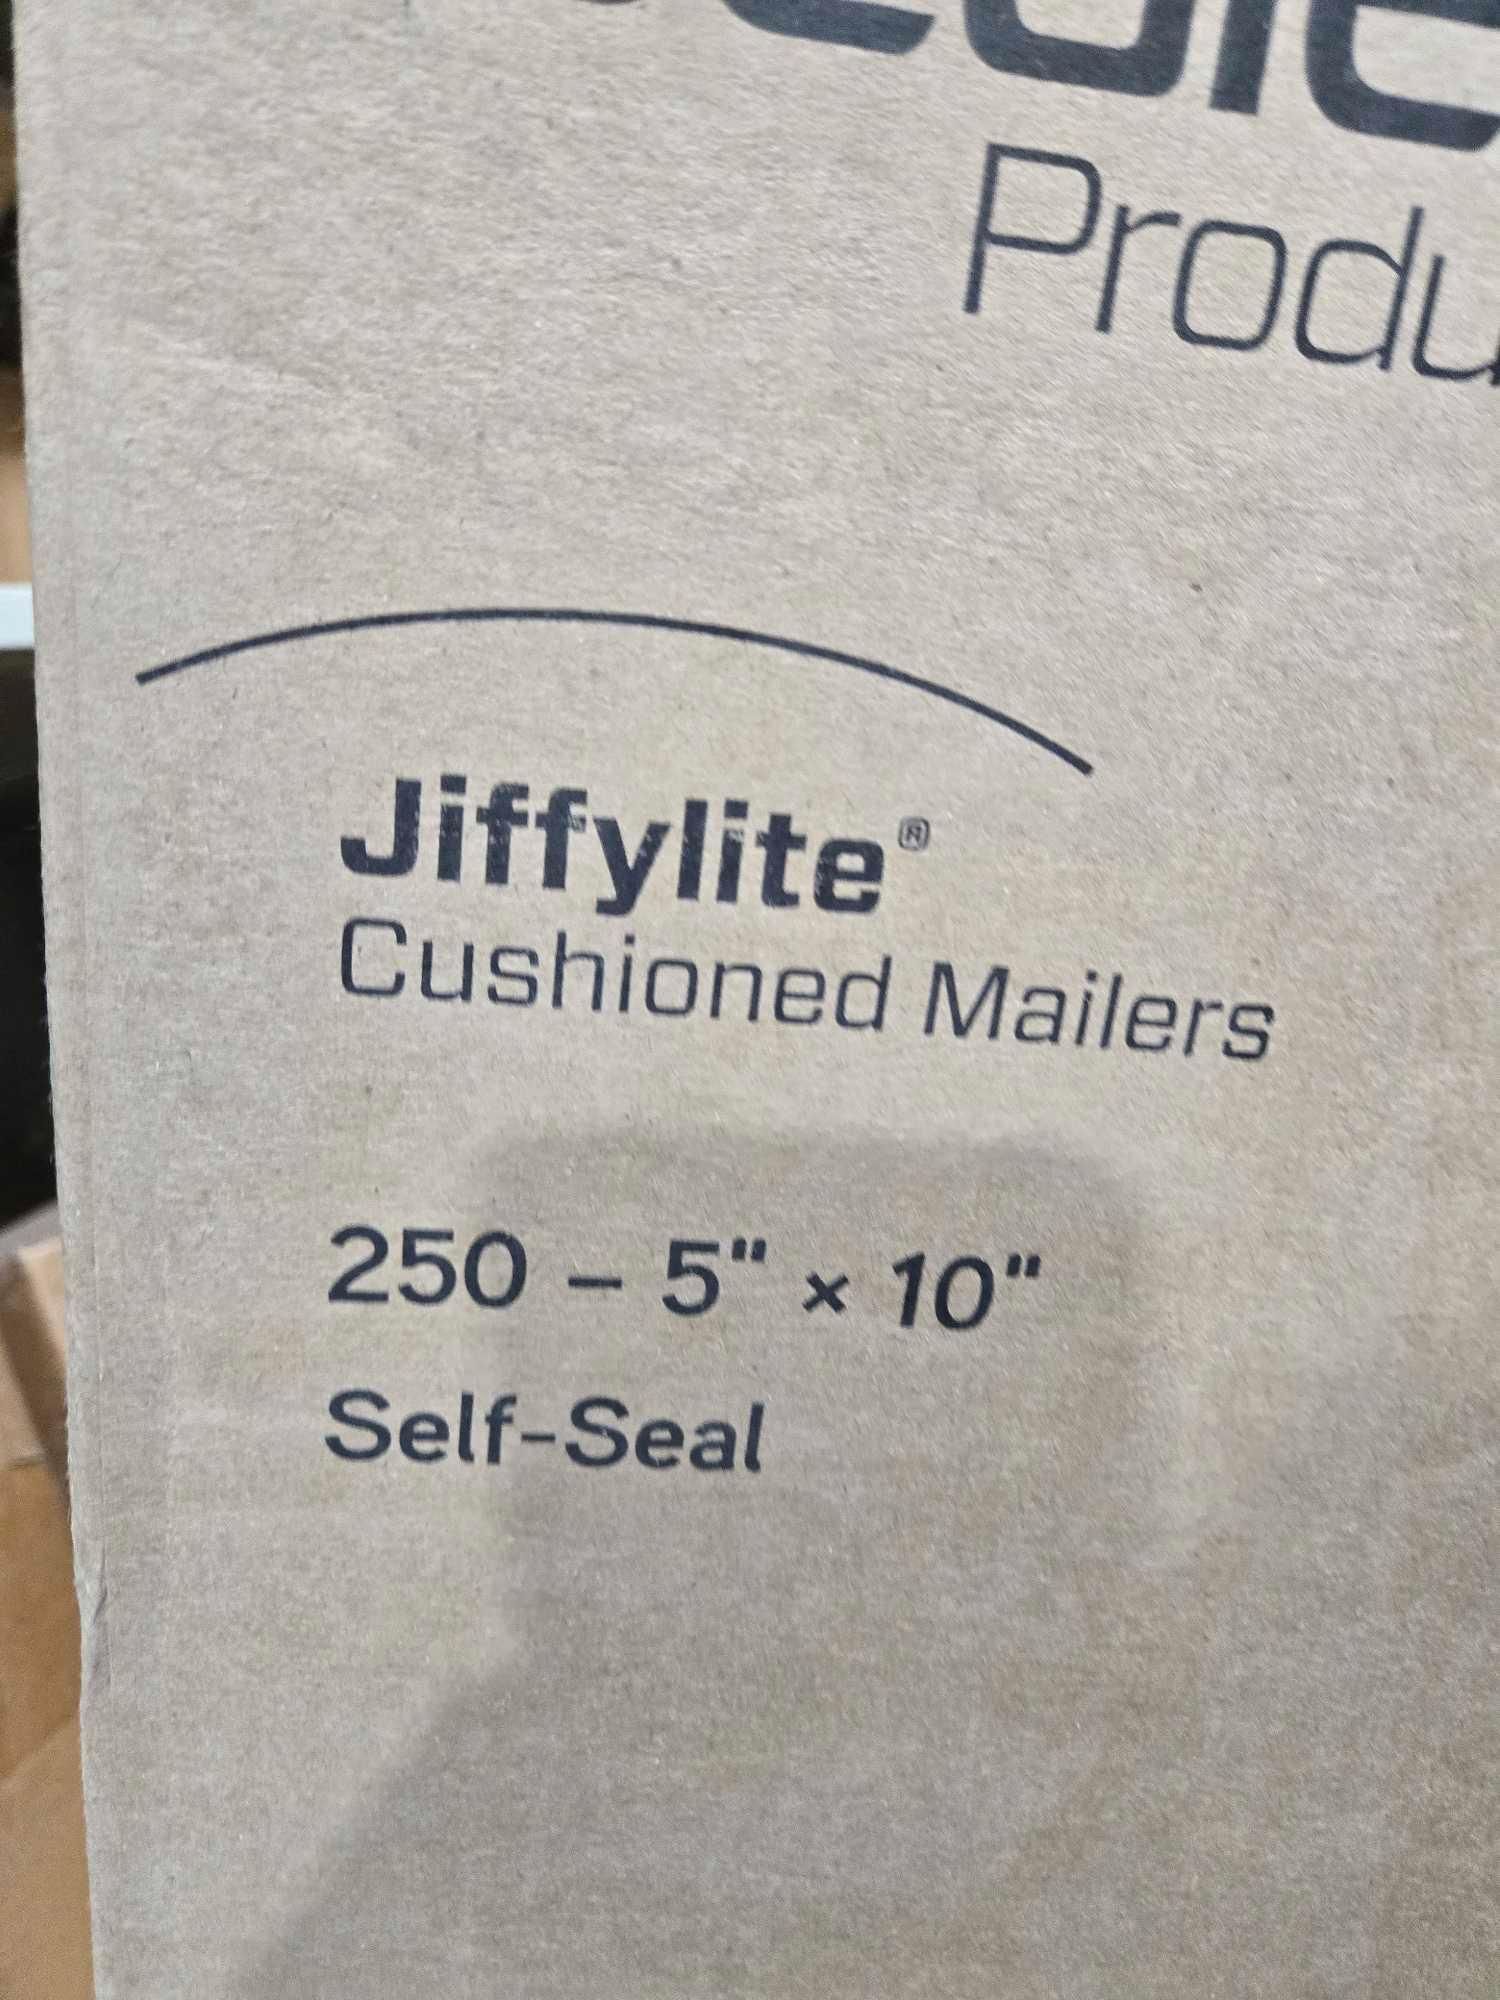 Produ
Jiffylite®
Cushioned Mailers
250 – 5" × 10"
Self-Seal